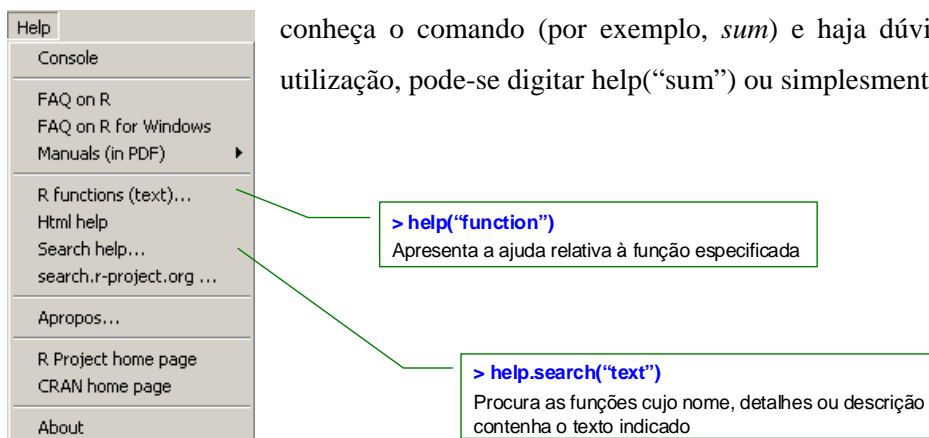 Help
Console
FAQ on R
FAQ on R for Windows
Manuals (in PDF)
R functions (text)...
Html help
Search help...
search.r-project.org ...
Apropos...
R Project home page
CRAN home page
About
conheça o comando (por exemplo, sum) e haja
utilização, pode-se digitar help(“sum”) ou
> help(“function”)
Apresenta a ajuda relativa à função especificada
> help.search(“text”)
Procura as funções cujo nome, detalhes ou descrição
contenha o texto indicado